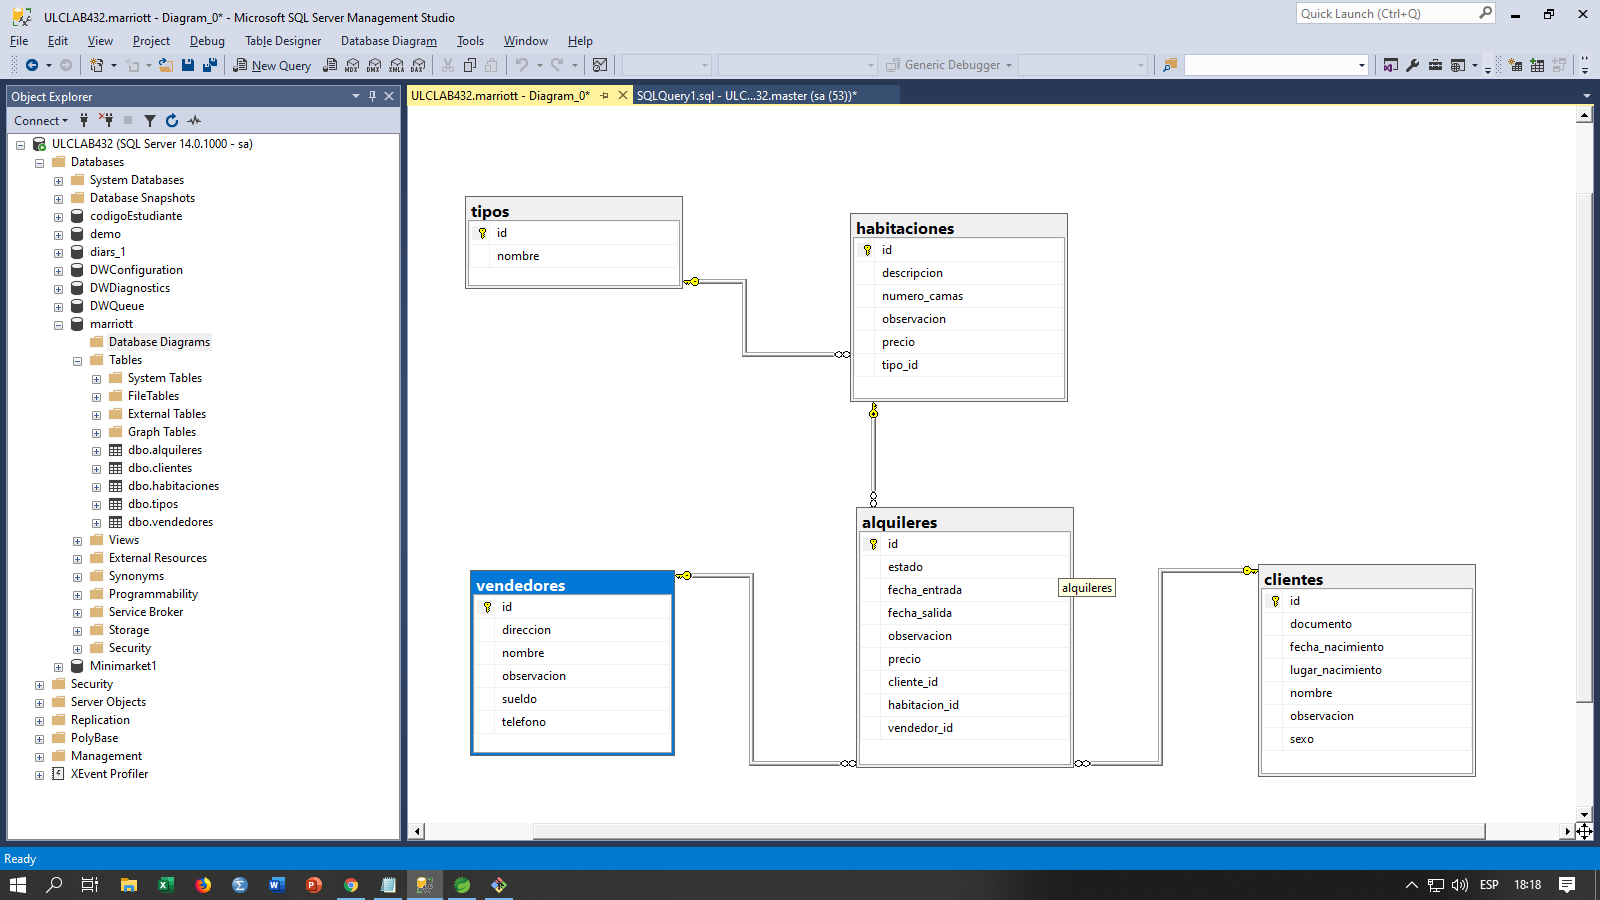 ULCLAB432.marriott - Diagram_0* - Microsoft SQL Server Management Studio
Quick Launch (Ctrl+Q)
File Edit View Project Debug Table Designer Database Diagram Tools Window Help
New Query
MDX DMX XMLA DAX
Generic Debugger
Object Explorer
ULCLAB432.marriott - Diagram_0*
SQLQuery1.sql - ULC...32.master (sa (53))*
Connect
ULCLAB432 (SQL Server 14.0.1000 - sa)
Databases
System Databases
Database Snapshots
codigoEstudiante
demo
diars_1
DWConfiguration
DWDiagnostics
DWQueue
marriott
Database Diagrams
Tables
System Tables
FileTables
External Tables
Graph Tables
dbo.alquileres
dbo.clientes
dbo.habitaciones
dbo.tipos
dbo.vendedores
Views
External Resources
Synonyms
Programmability
Service Broker
Storage
Security
Minimarket1
Security
Server Objects
Replication
PolyBase
Management
XEvent Profiler
tipos
id
nombre
habitaciones
id
descripcion
numero_camas
observacion
precio
tipo_id
vendedores
id
direccion
nombre
observacion
sueldo
telefono
alquileres
id
estado
fecha_entrada
fecha_salida
observacion
precio
cliente_id
habitacion_id
vendedor_id
alquileres
clientes
id
documento
fecha_nacimiento
lugar_nacimiento
nombre
observacion
sexo
Ready
ESP
18:18